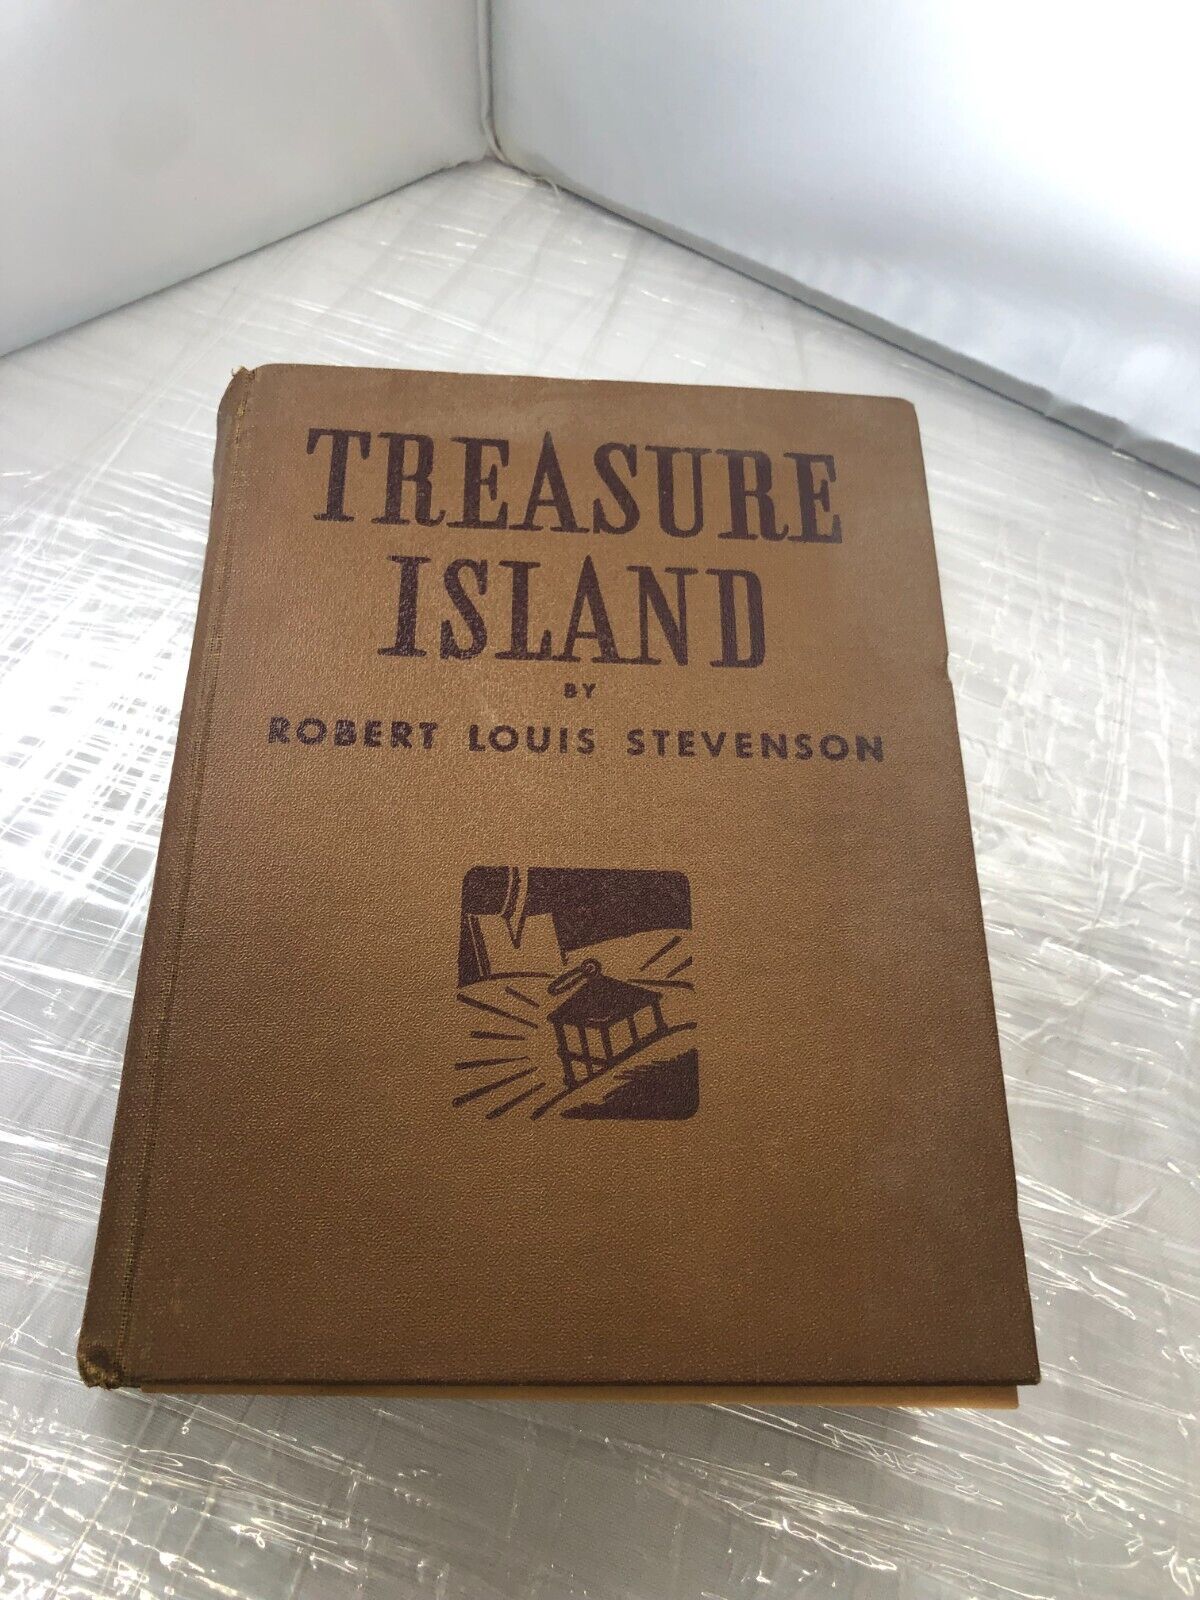 TREASURE
ISLAND
BY
ROBERT LOUIS STEVENSON